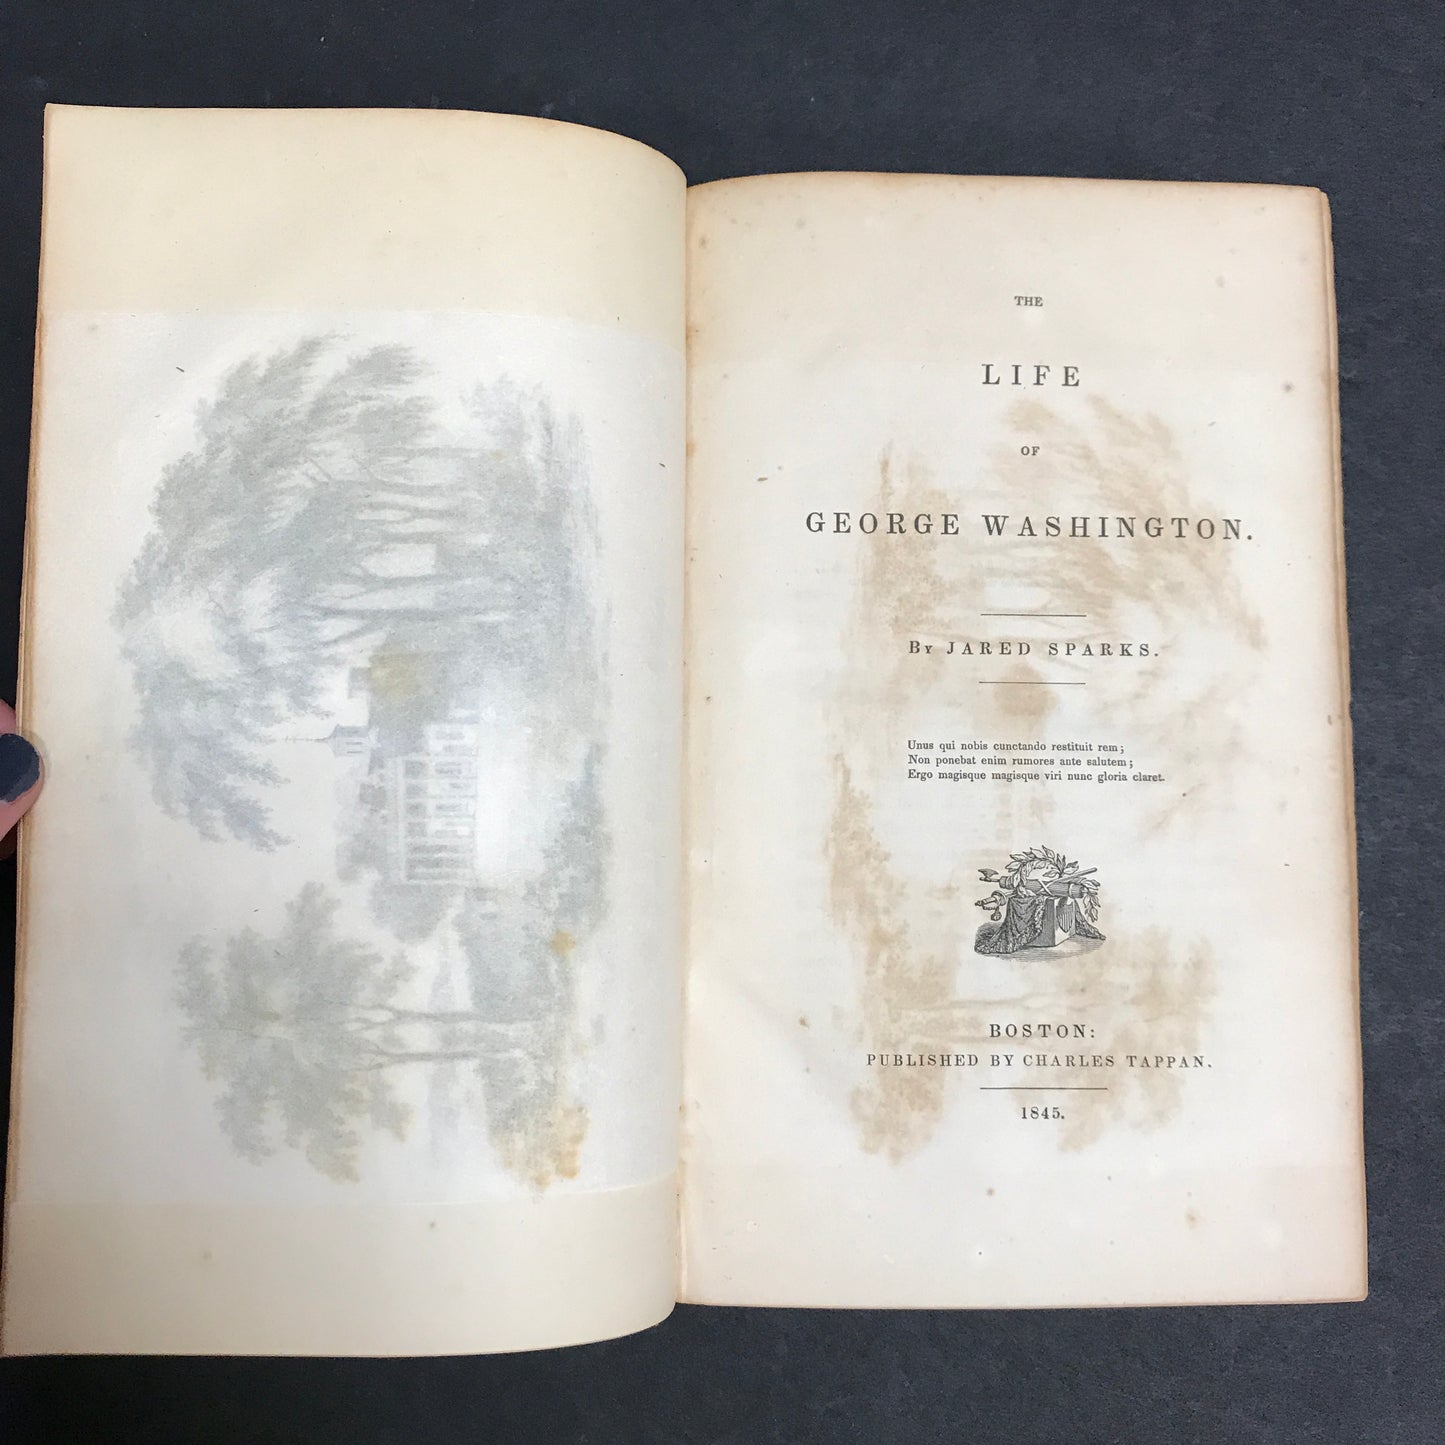 THE
LIFE
OF
GEORGE WASHINGTON.
By JARED SPARKS.
Unus qui nobis cunctando restituit rem;
Non ponebat enim rumores ante salutem;
Ergo magisque magisque viri nunc gloria claret.
BOSTON:
PUBLISHED BY CHARLES TAPPAN.
1845.